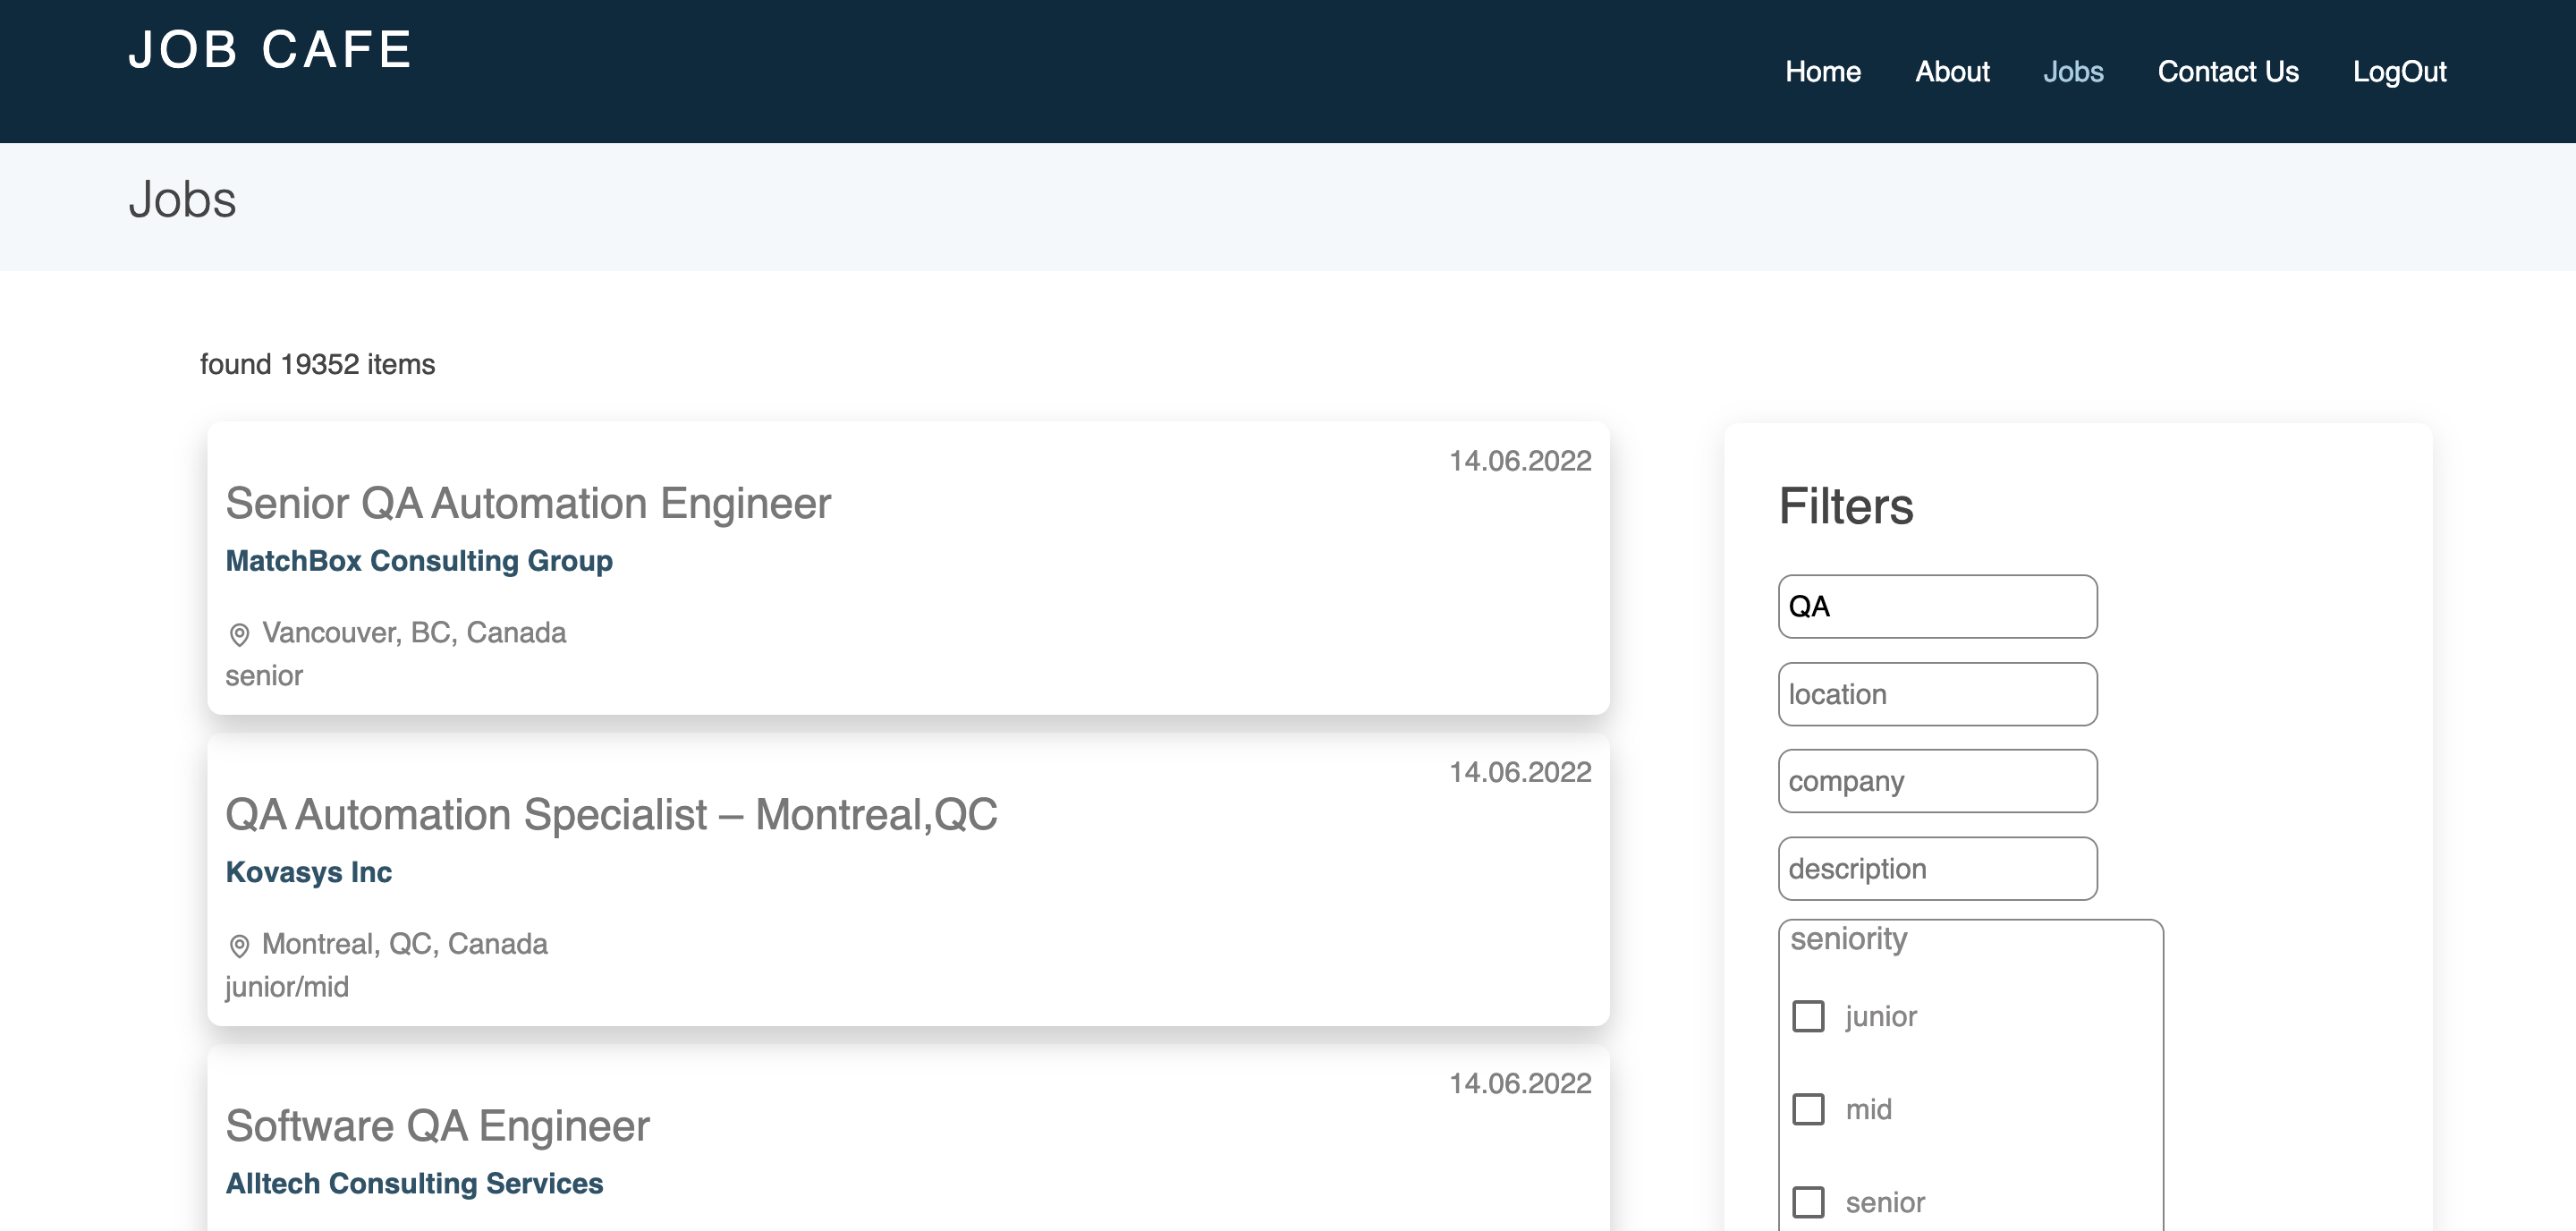 JOB CAFE
Home About Jobs Contact Us LogOut
Jobs
found 19352 items
14.06.2022
Senior QA Automation Engineer
MatchBox Consulting Group
Vancouver, BC, Canada
senior
14.06.2022
QA Automation Specialist – Montreal,QC
Kovasys Inc
Montreal, QC, Canada
junior/mid
14.06.2022
Software QA Engineer
Alltech Consulting Services
Filters
QA
location
company
description
seniority
junior
mid
senior